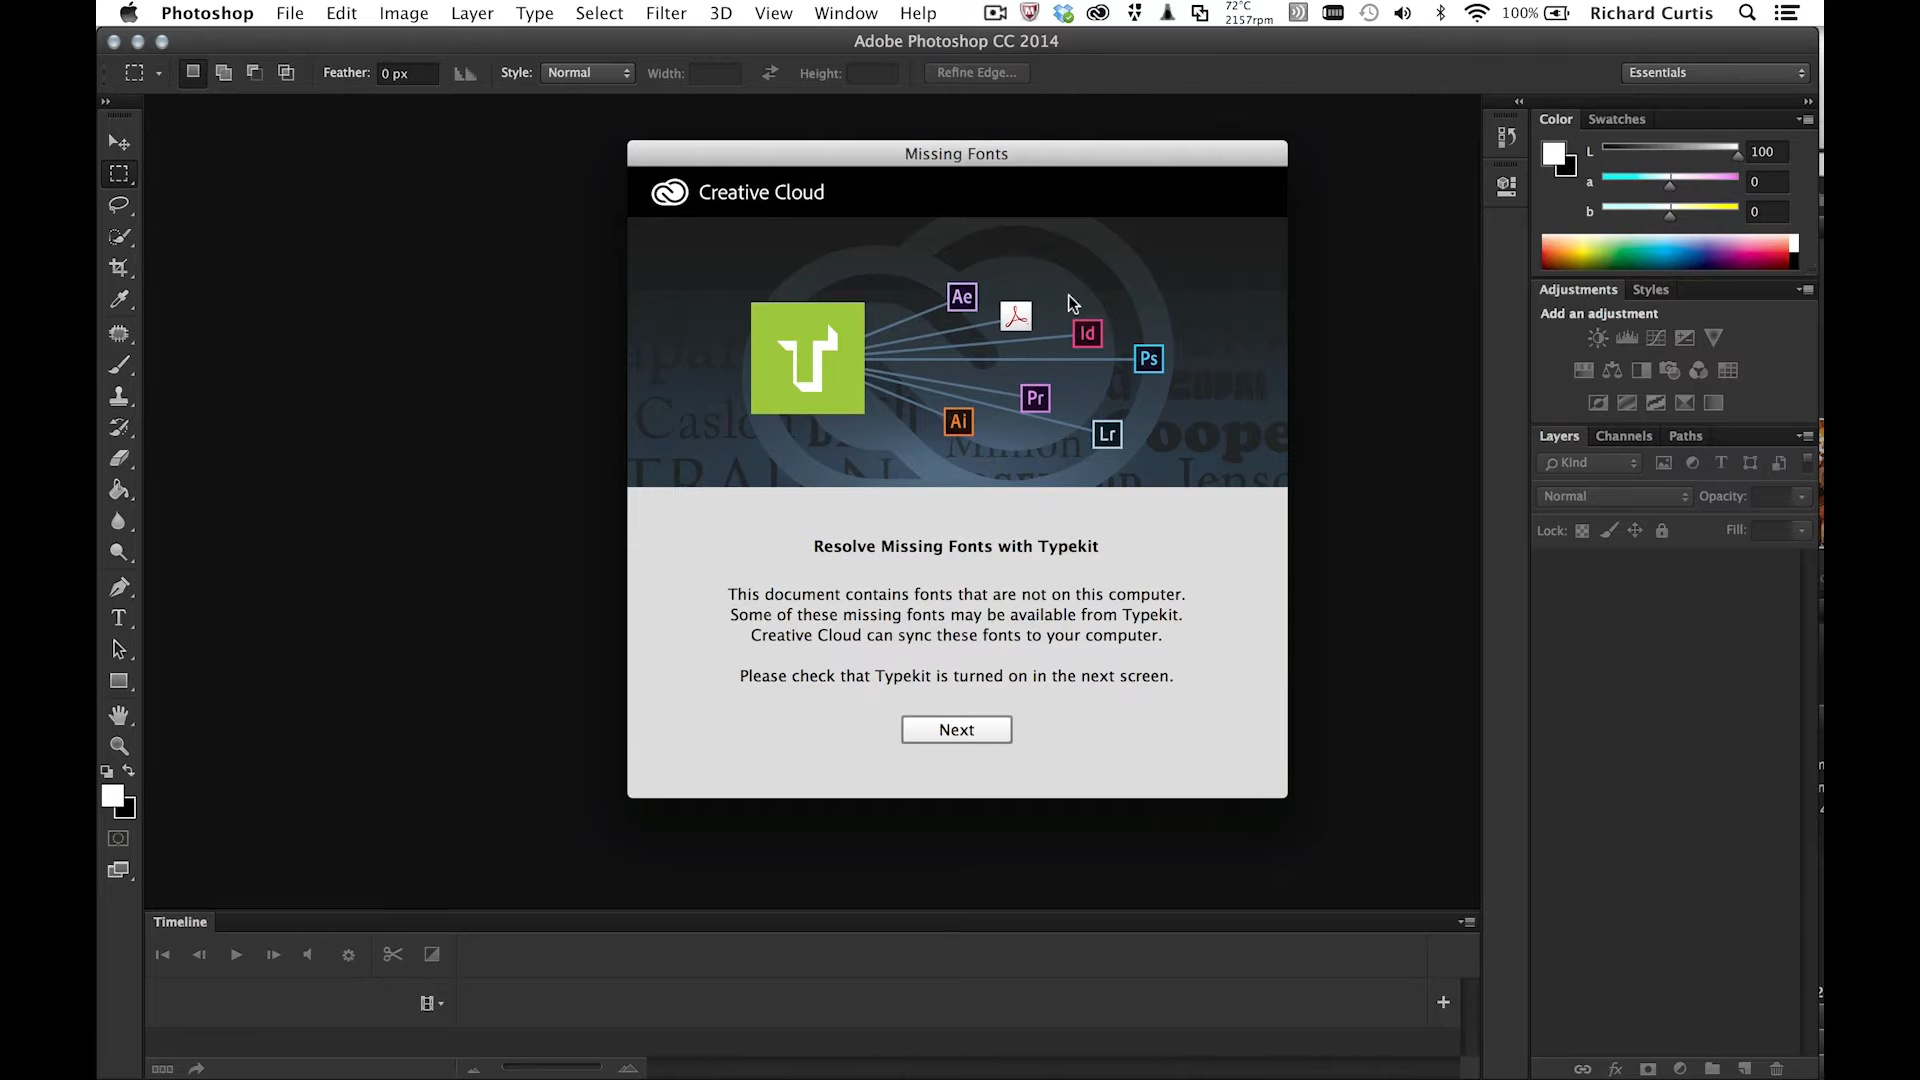 Photoshop File Edit Image Layer Type Select Filter 3D View Window Help 72°C 2157rpm 100% Richard Curtis
Adobe Photoshop CC 2014
Feather: 0 px Style: Normal Width: Height: Refine Edge... Essentials
Missing Fonts
Creative Cloud
Ae
Id
Ps
Pr
Ai
Lr
Resolve Missing Fonts with Typekit
This document contains fonts that are not on this computer.
Some of these missing fonts may be available from Typekit.
Creative Cloud can sync these fonts to your computer.
Please check that Typekit is turned on in the next screen.
Next
Color Swatches
L 100
a 0
b 0
Adjustments Styles
Add an adjustment
Layers Channels Paths
Kind
Normal Opacity:
Lock: Fill:
Timeline